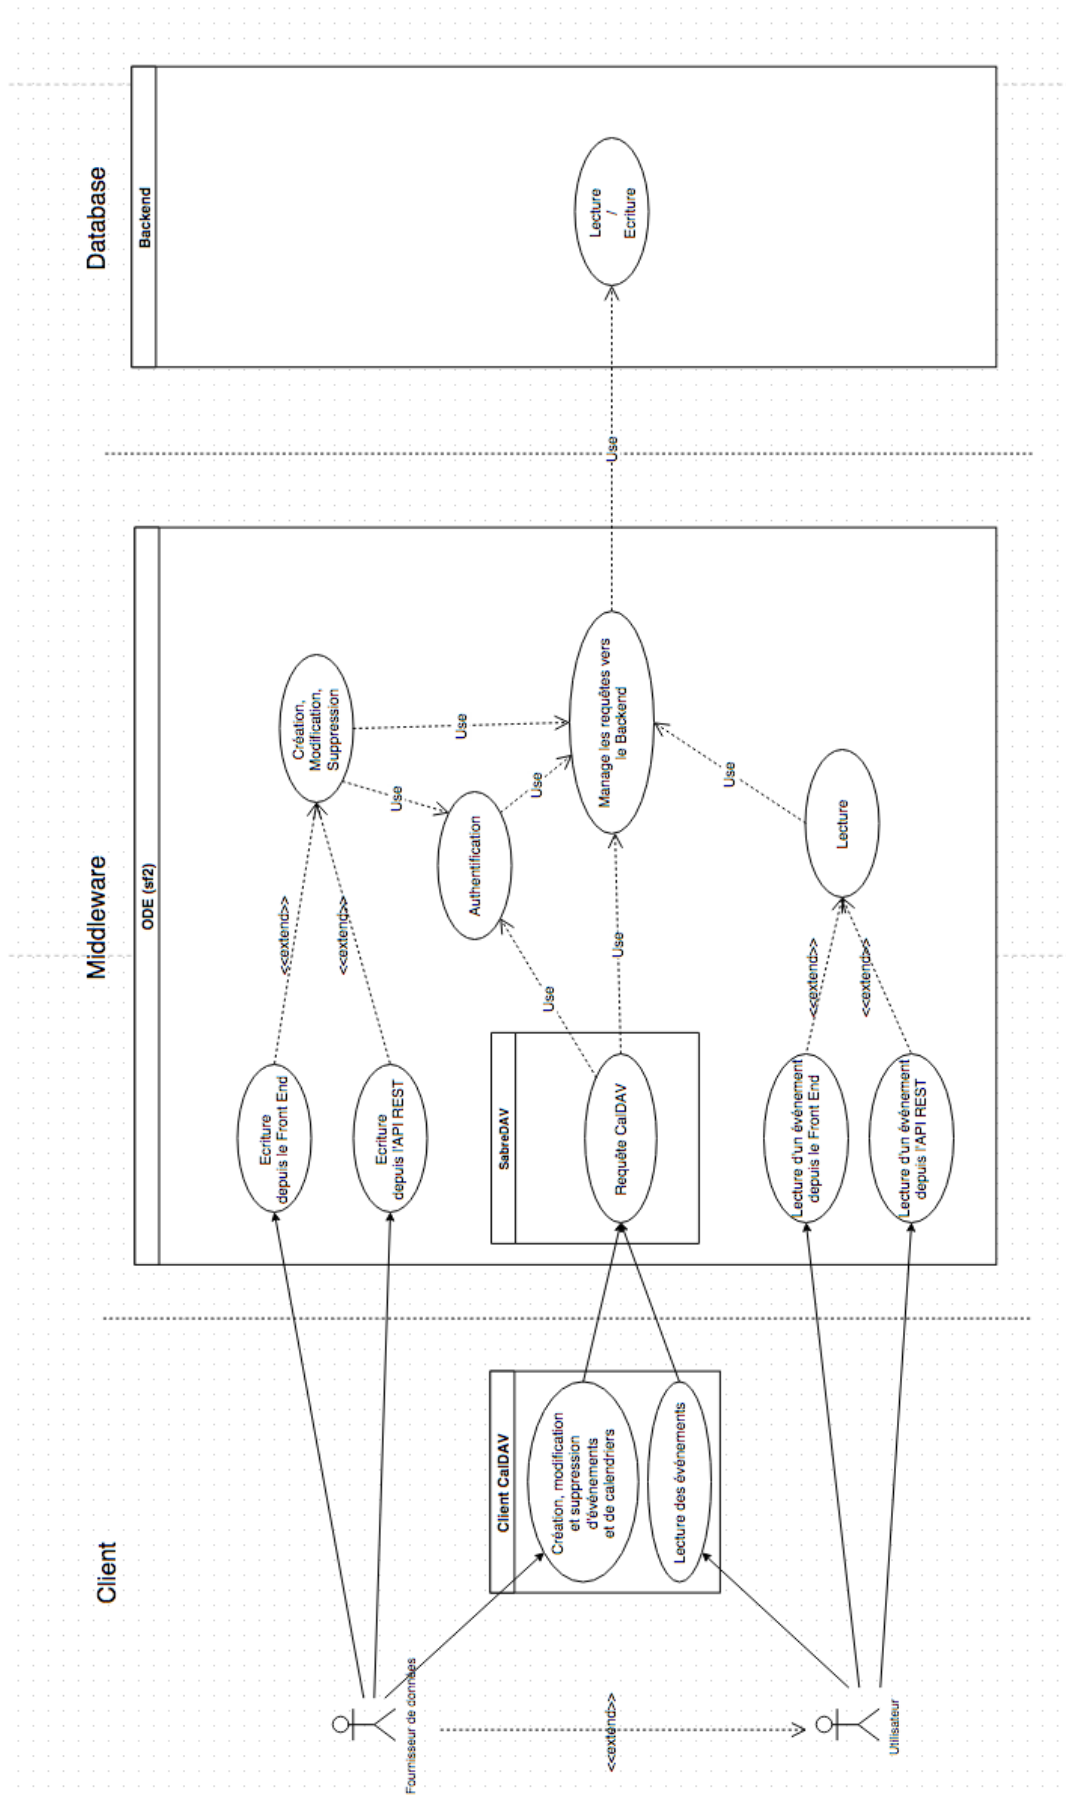 Client
Middleware
Database
Fournisseur de données
<<extend>>
Utilisateur
Client CalDAV
Création, modification
et suppression
d'événements
et de calendriers
Lecture des événements
ODE (sf2)
Ecriture
depuis le Front End
Ecriture
depuis l'API REST
SabreDAV
Requête CalDAV
Lecture d'un événement
depuis le Front End
Lecture d'un événement
depuis l'API REST
<<extend>>
<<extend>>
Use
Use
<<extend>>
<<extend>>
Création,
Modification,
Suppression
Use
Use
Authentification
Use
Manage les requêtes vers
le Backend
Use
Lecture
Use
Backend
Lecture
/
Ecriture